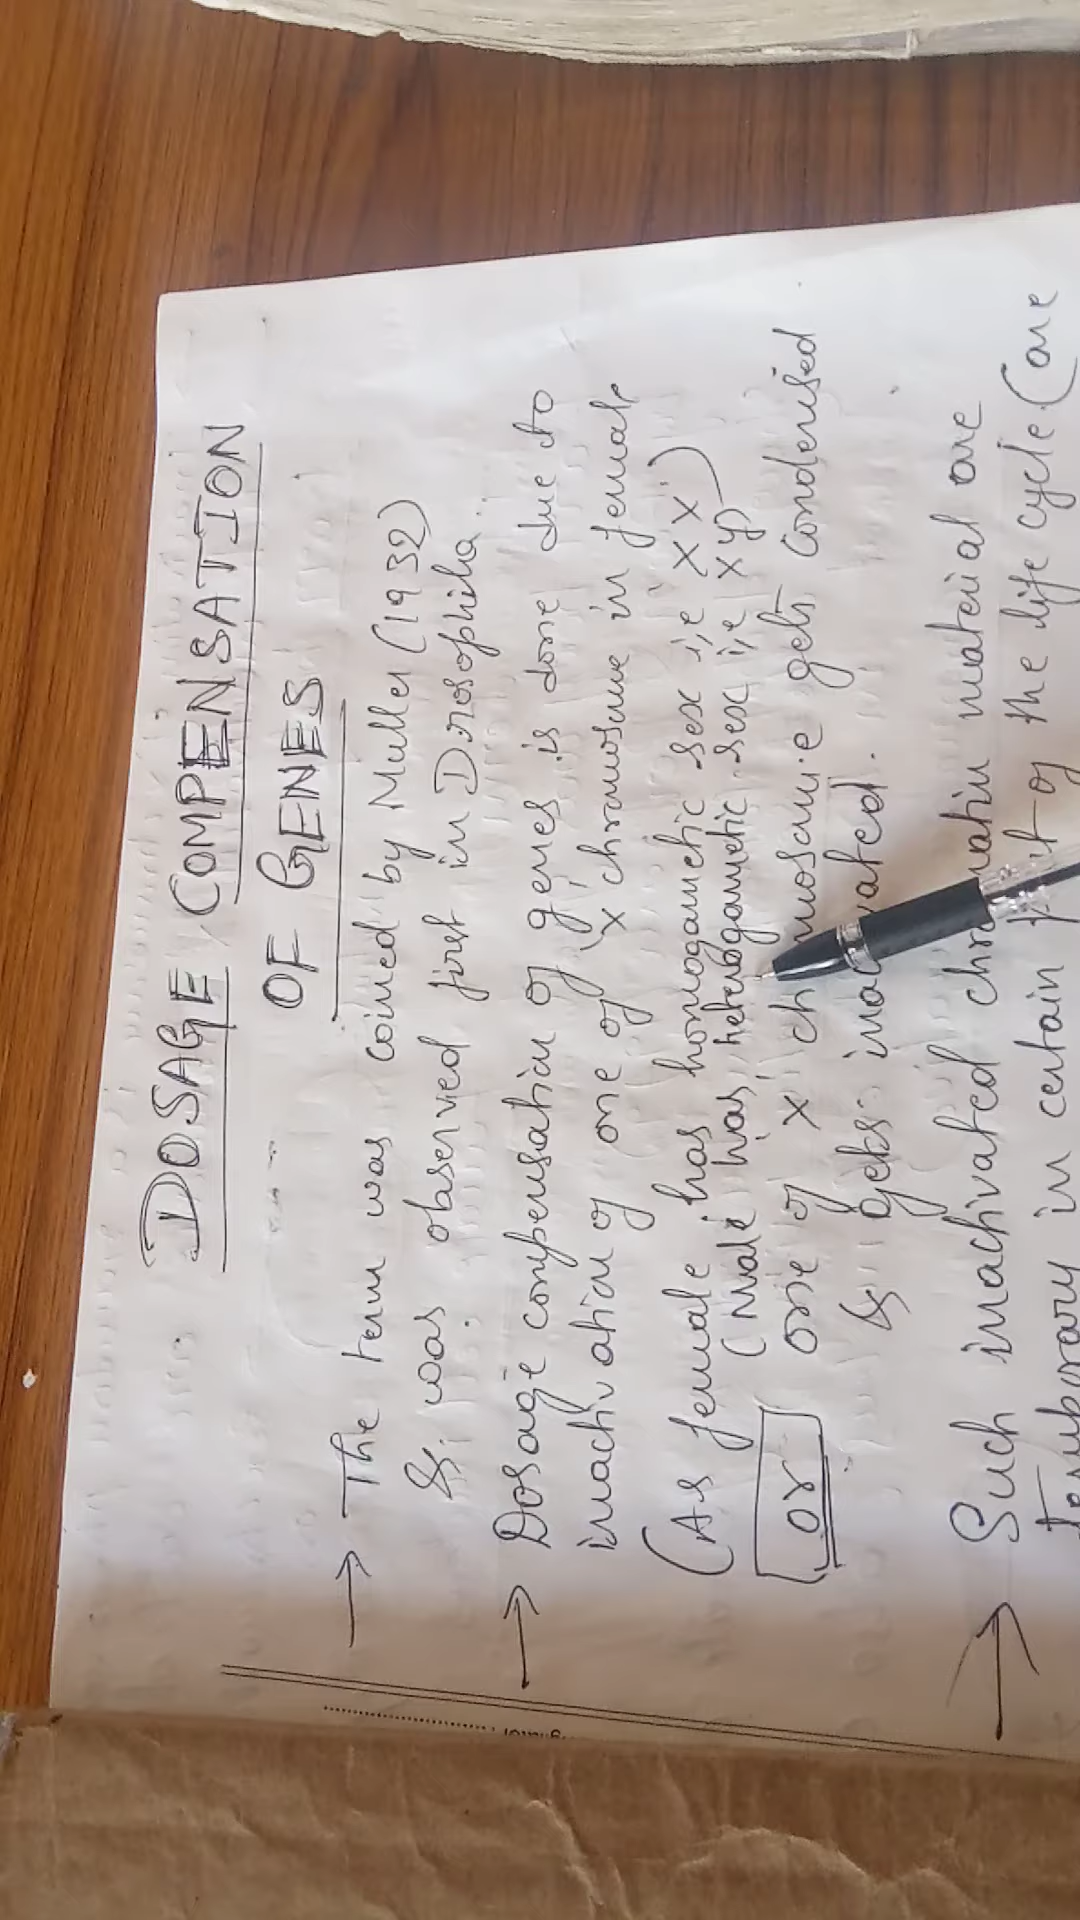 DOSAGE COMPENSATION
OF GENES
→ The term was coined by Muller (1932)
& was observed first in Drosophila.
→ Dosage compensation of genes is done due to
inactivation of one of 'x' chromosome in female
(As female has homogametic sex i,e XX)
(male has heterogametic sex i,e xy)
or one of 'x' chromosome gets condensed
& gets inactivated.
→ Such inactivated chromatin material are
temporary in certain part of the life cycle (are